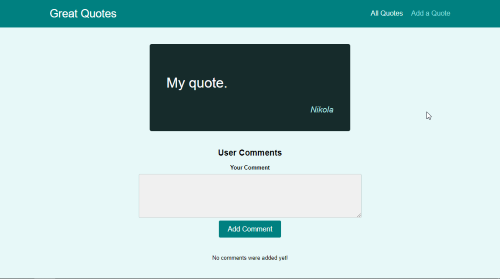 Great Quotes
All Quotes Add a Quote
My quote.
Nikola
User Comments
Your Comment
Add Comment
No comments were added yet!